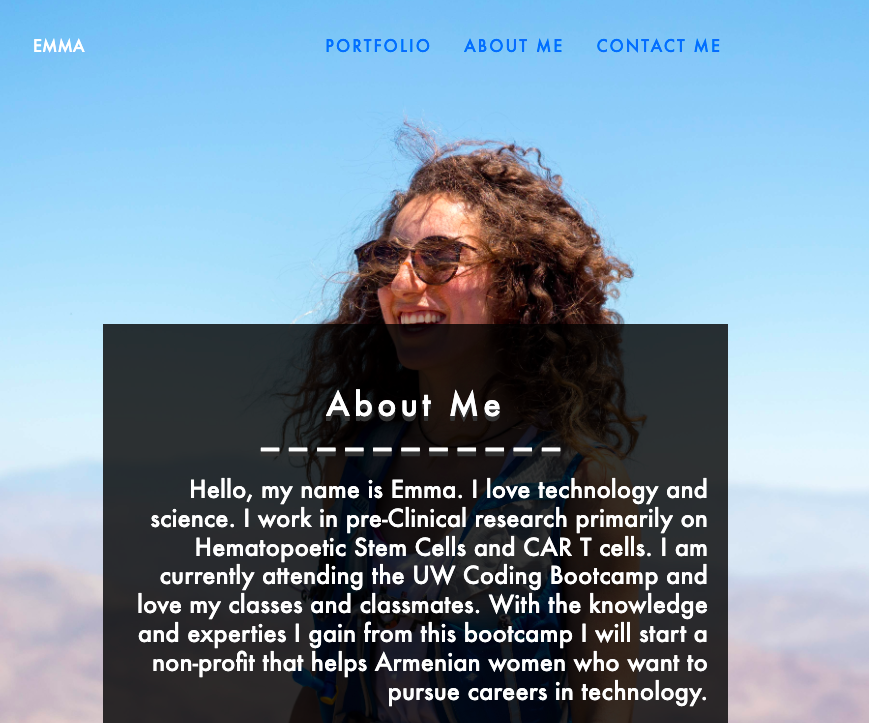 EMMA PORTFOLIO ABOUT ME CONTACT ME
About Me
Hello, my name is Emma. I love technology and
science. I work in pre-Clinical research primarily on
Hematopoetic Stem Cells and CAR T cells. I am
currently attending the UW Coding Bootcamp and
love my classes and classmates. With the knowledge
and experties I gain from this bootcamp I will start a
non-profit that helps Armenian women who want to
pursue careers in technology.